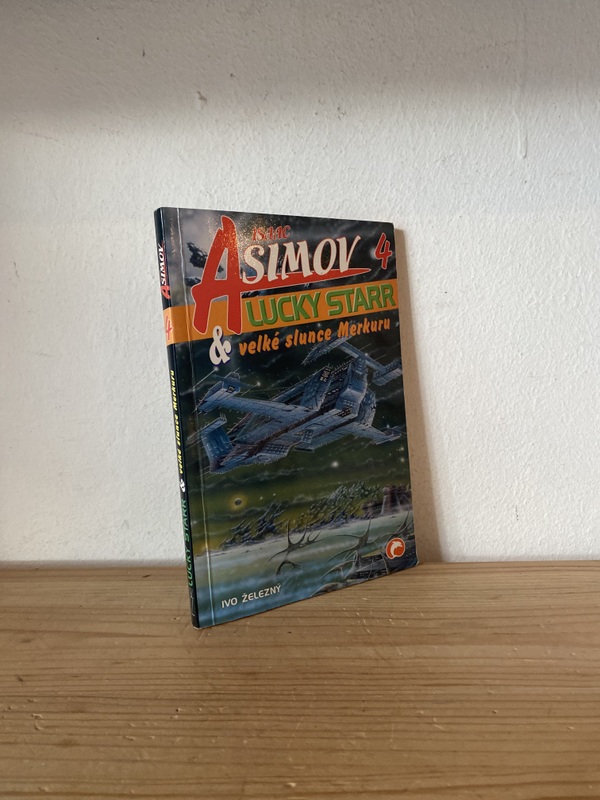 ISAAC
ASIMOV 4
LUCKY STARR
& velké slunce Merkuru
IVO ŽELEZNÝ
ASIMOV
4
LUCKY STARR & velké slunce Merkuru